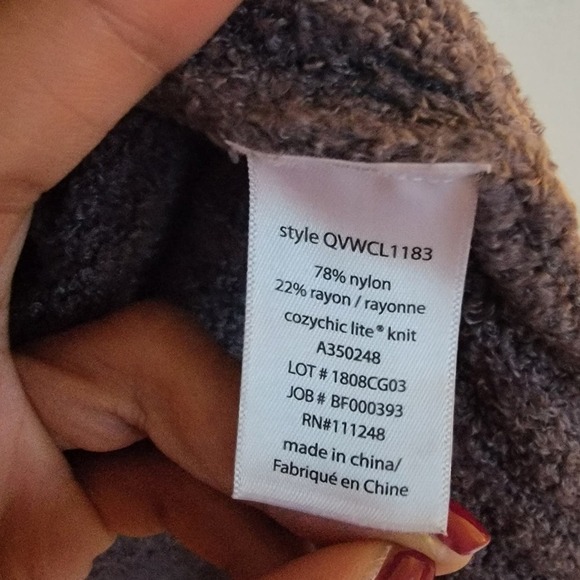 style QVWCL1183
78% nylon
22% rayon / rayonne
cozychic lite® knit
A350248
LOT # 1808CG03
JOB # BF000393
RN#111248
made in china/
Fabriqué en Chine